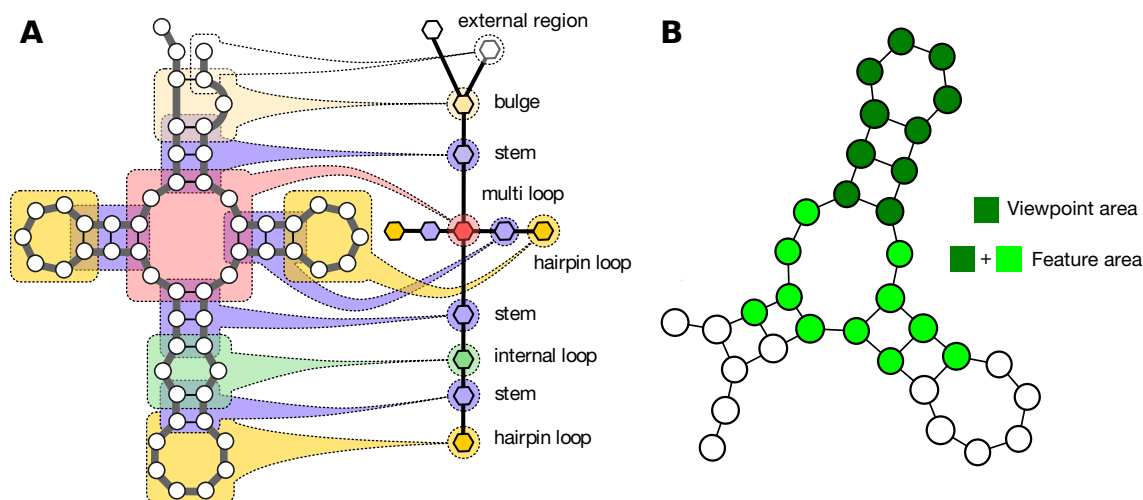 A
external region
bulge
stem
multi loop
hairpin loop
stem
internal loop
stem
hairpin loop
B
Viewpoint area
+ Feature area